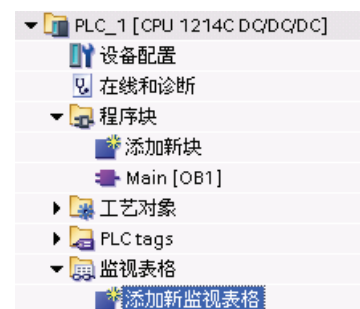 PLC_1 [CPU 1214C DC/DC/DC]
设备配置
在线和诊断
程序块
添加新块
Main [OB1]
工艺对象
PLC tags
监视表格
添加新监视表格